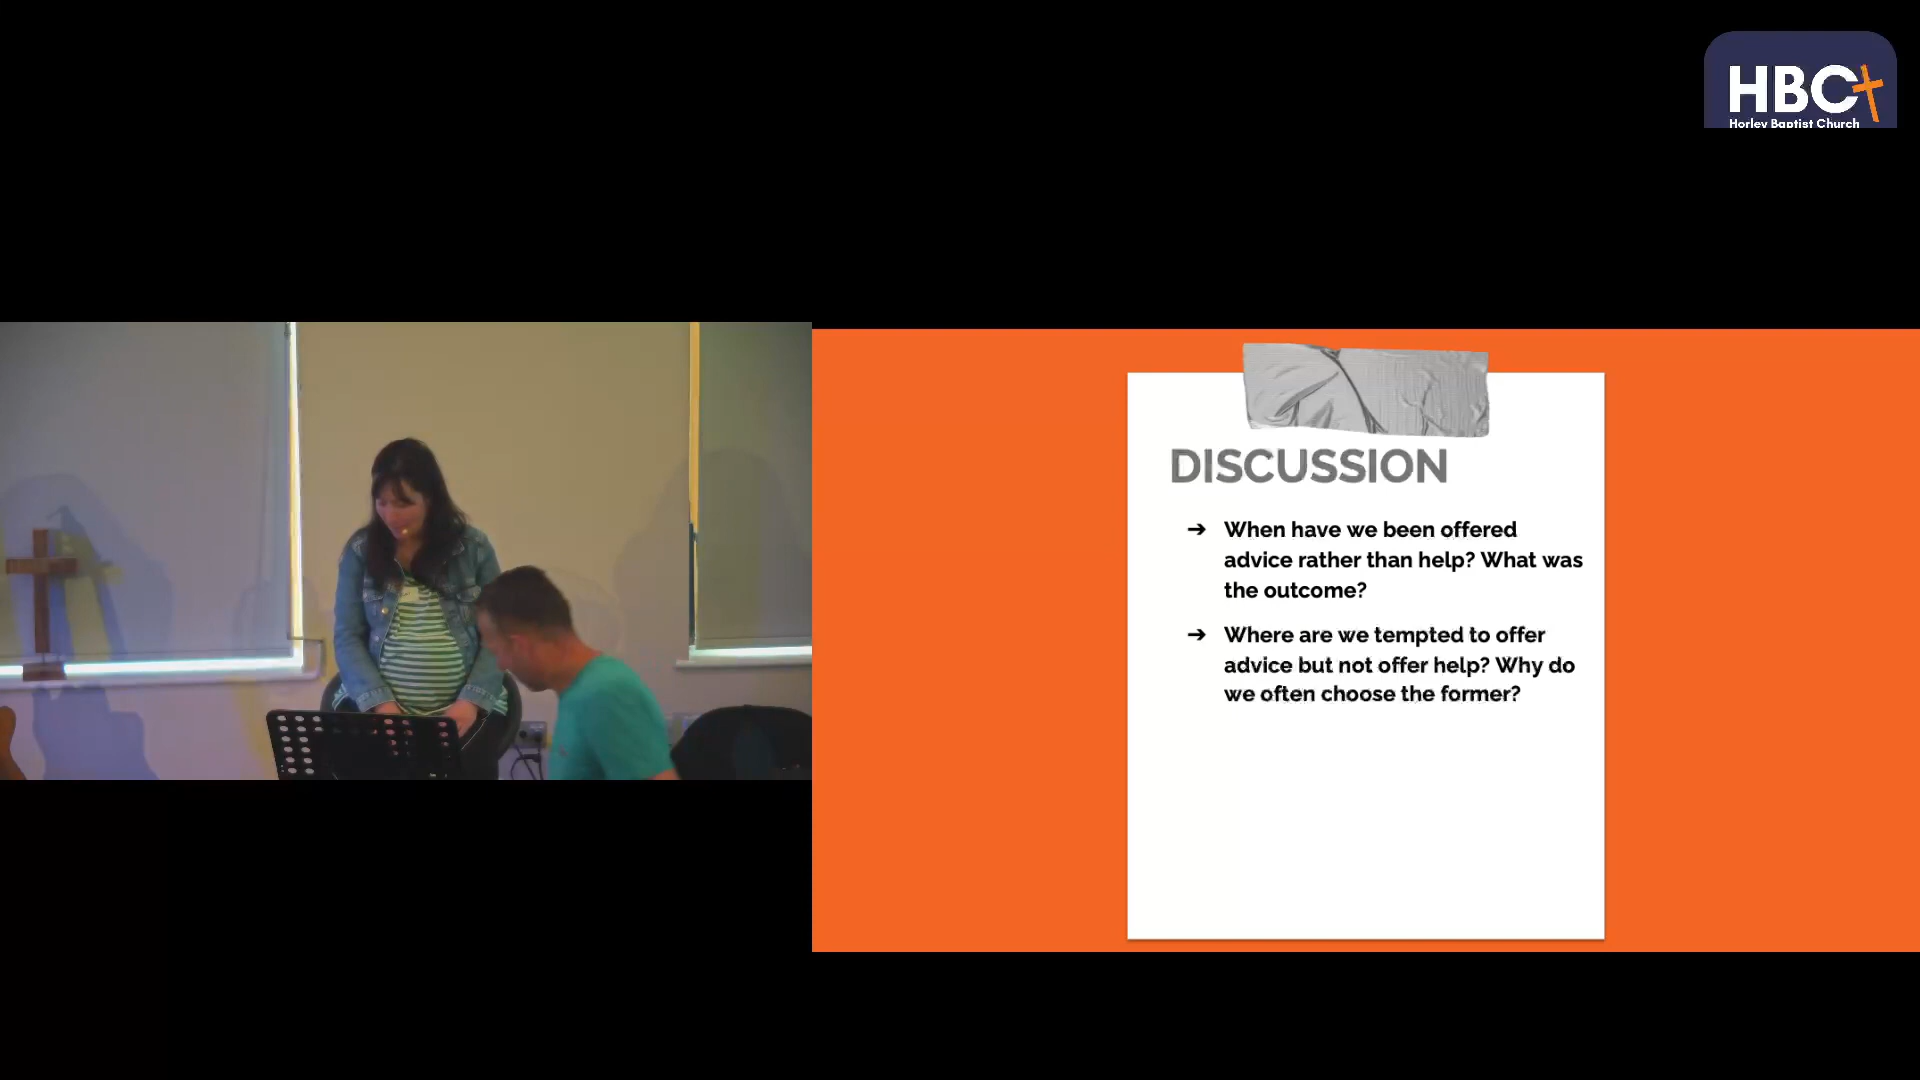 HBC
Horley Baptist Church
DISCUSSION
➔ When have we been offered
advice rather than help? What was
the outcome?
➔ Where are we tempted to offer
advice but not offer help? Why do
we often choose the former?